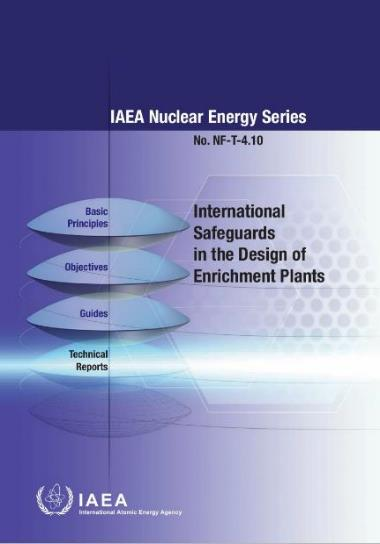 IAEA Nuclear Energy Series
No. NF-T-4.10
Basic
Principles
Objectives
Guides
Technical
Reports
International
Safeguards
in the Design of
Enrichment Plants
IAEA
International Atomic Energy Agency